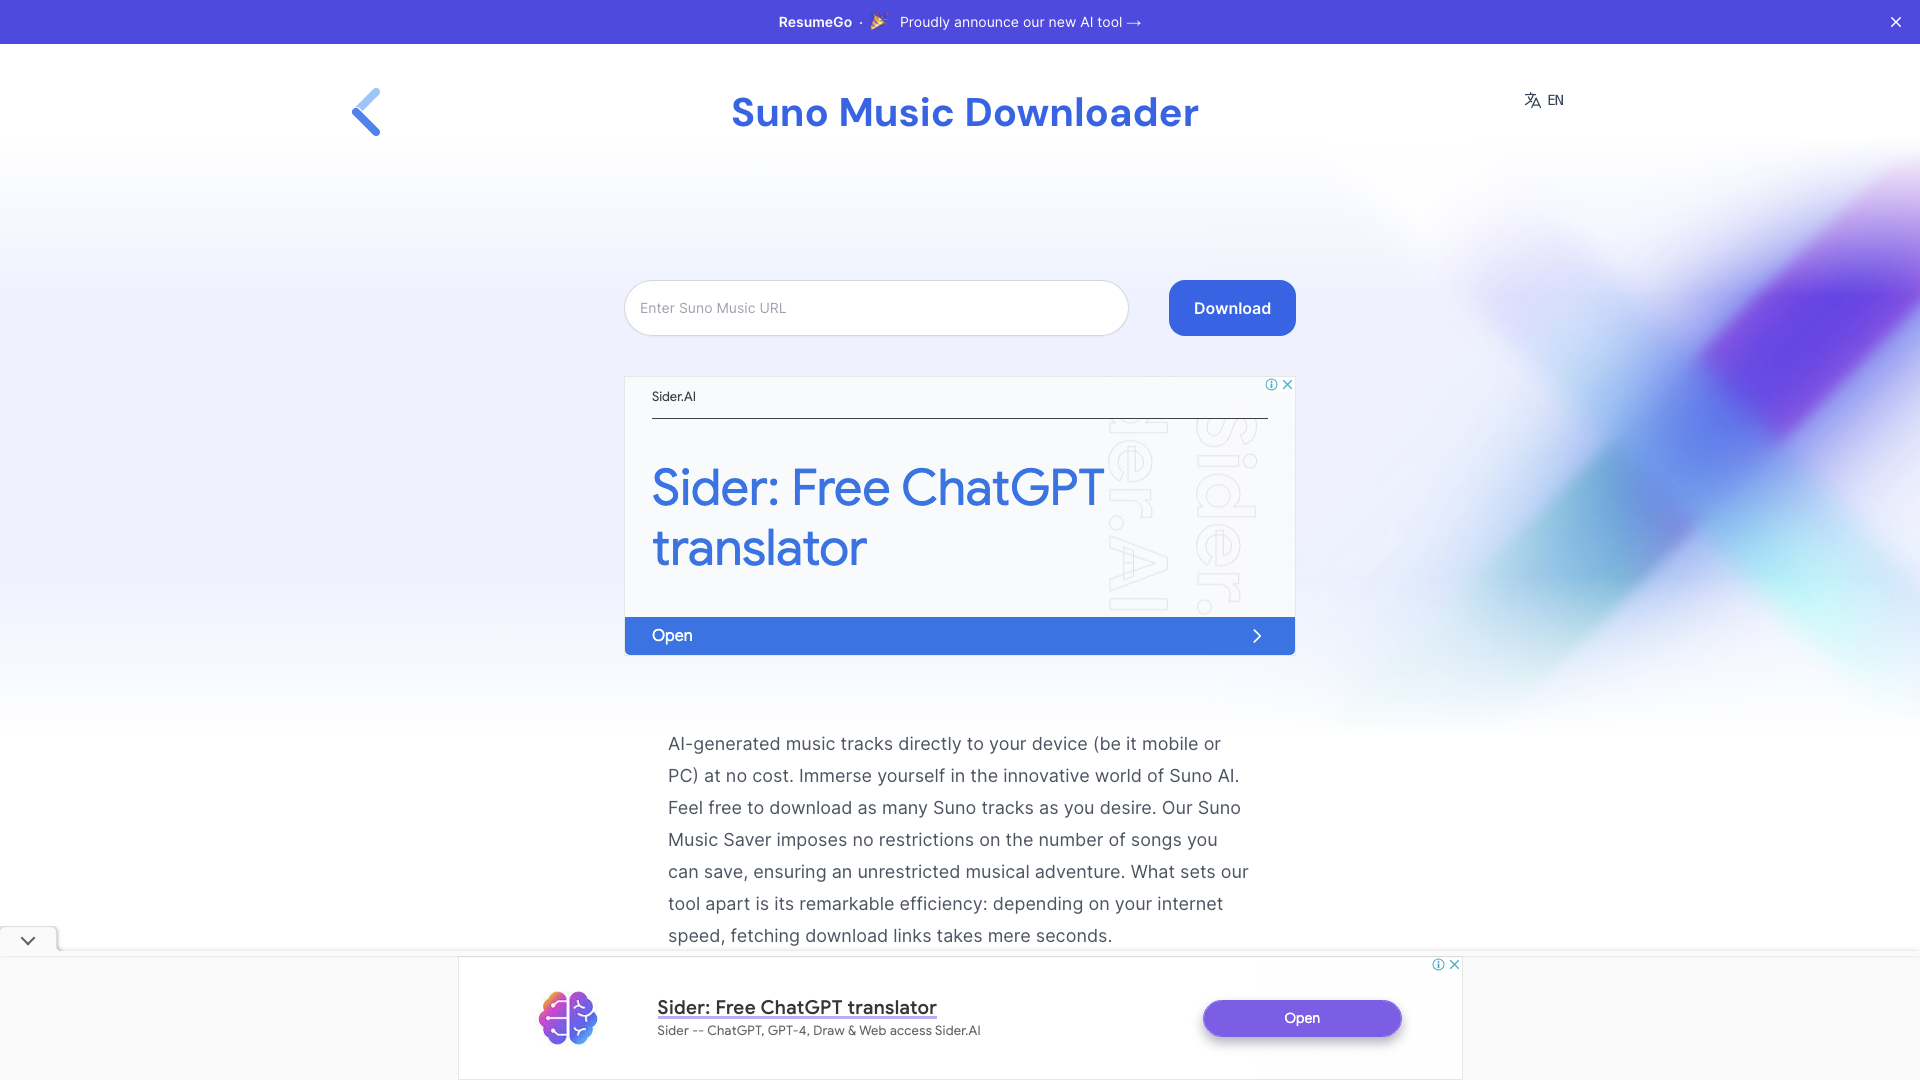 ResumeGo · 🎉 Proudly announce our new AI tool →
Suno Music Downloader
EN
Enter Suno Music URL
Download
Sider.AI
Sider: Free ChatGPT
translator
Sider.
der.AI
Open
AI-generated music tracks directly to your device (be it mobile or
PC) at no cost. Immerse yourself in the innovative world of Suno AI.
Feel free to download as many Suno tracks as you desire. Our Suno
Music Saver imposes no restrictions on the number of songs you
can save, ensuring an unrestricted musical adventure. What sets our
tool apart is its remarkable efficiency: depending on your internet
speed, fetching download links takes mere seconds.
Sider: Free ChatGPT translator
Sider -- ChatGPT, GPT-4, Draw & Web access Sider.AI
Open